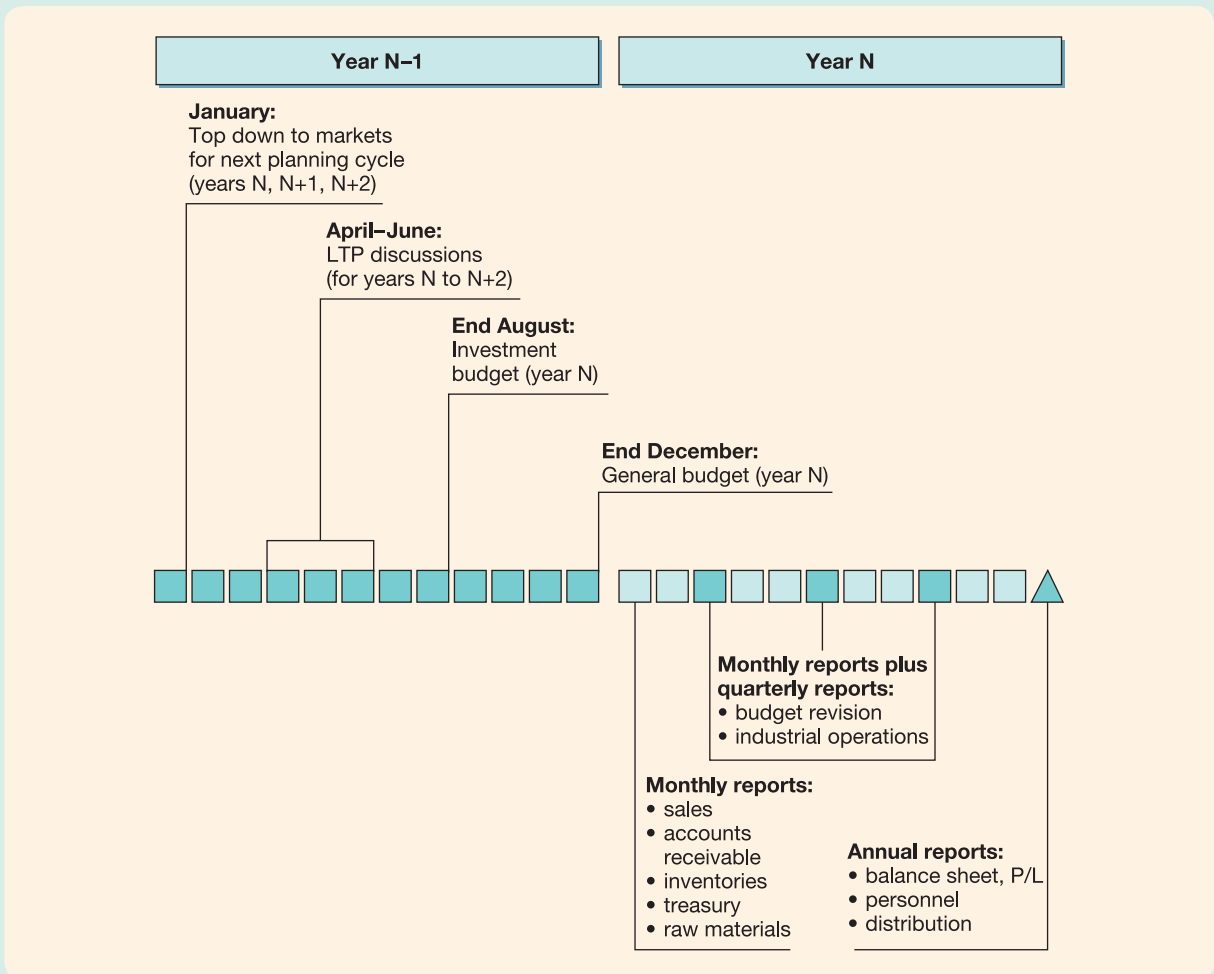 Year N–1
Year N
January:
Top down to markets
for next planning cycle
(years N, N+1, N+2)
April–June:
LTP discussions
(for years N to N+2)
End August:
Investment
budget (year N)
End December:
General budget (year N)
Monthly reports plus
quarterly reports:
• budget revision
• industrial operations
Monthly reports:
• sales
• accounts
receivable
• inventories
• treasury
• raw materials
Annual reports:
• balance sheet, P/L
• personnel
• distribution